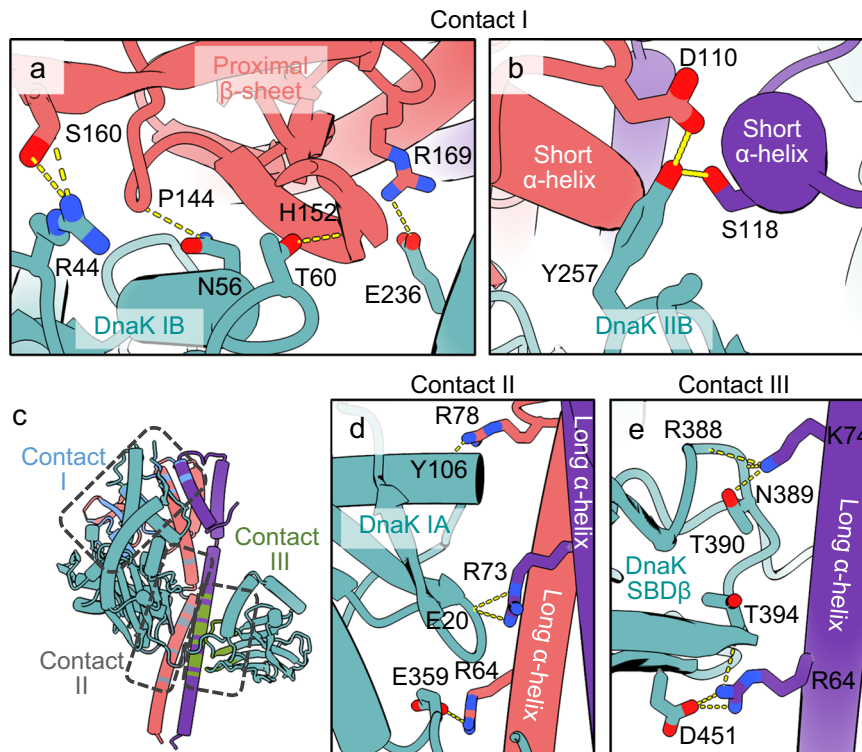 Contact I
a
Proximal
β-sheet
S160
R169
P144
H152
R44
N56
T60
E236
DnaK IB
b
D110
Short
α-helix
Short
α-helix
S118
Y257
DnaK IIB
c
Contact
I
Contact
III
Contact
II
Contact II
d
R78
Y106
DnaK IA
Long α-helix
R73
E20
Long α-helix
R64
E359
Contact III
e
R388
K74
N389
T390
DnaK
SBDβ
T394
Long α-helix
R64
D451